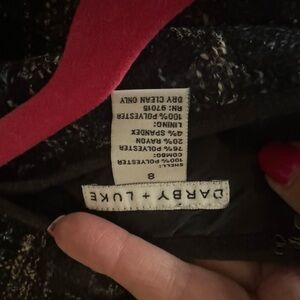 DARBY + LUKE
8
SHELL:
100% POLYESTER
COMBO:
76% POLYESTER
20% RAYON
4% SPANDEX
LINING:
100% POLYESTER
RN: 97015
DRY CLEAN ONLY